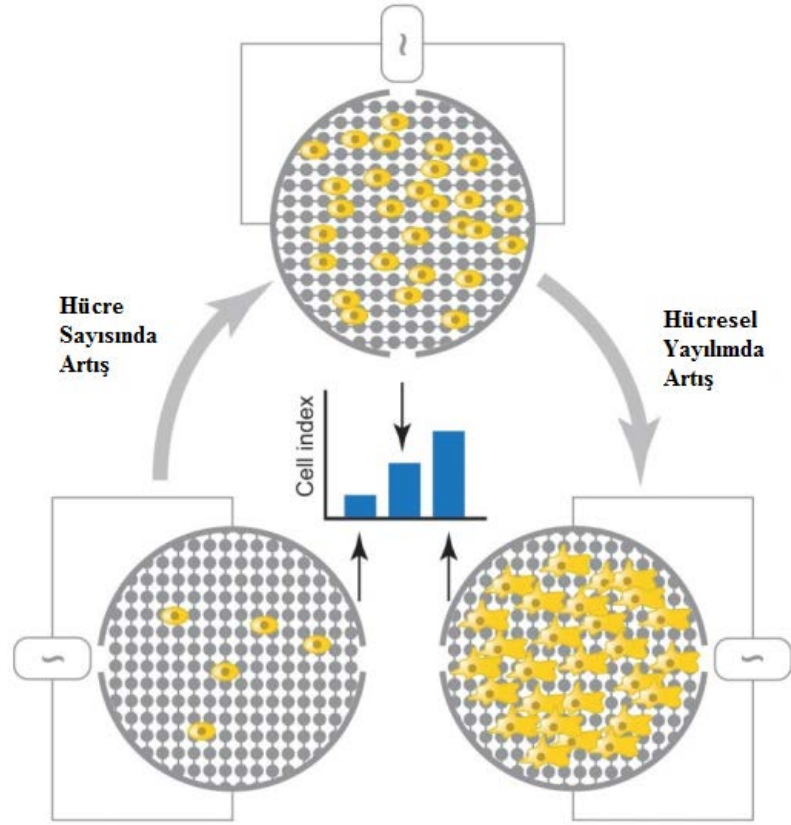 Hücre
Sayısında
Artış
Hücresel
Yayılımda
Artış
Cell index